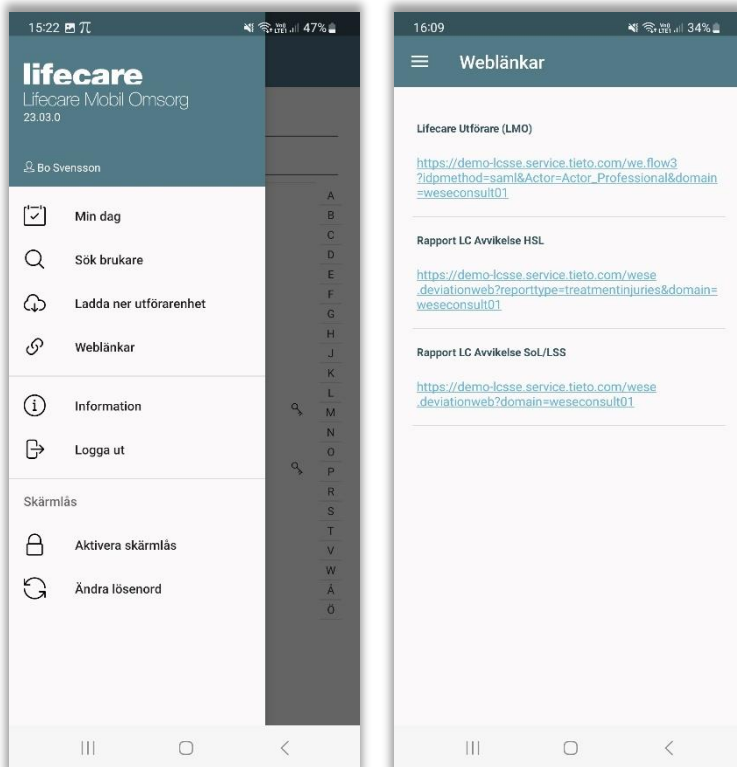 15:22 47%
lifecare
Lifecare Mobil Omsorg
23.03.0
Bo Svensson
Min dag
Sök brukare
Ladda ner utförarenhet
Weblänkar
Information
Logga ut
Skärmlås
Aktivera skärmlås
Ändra lösenord
A
B
C
D
E
F
G
H
J
K
L
M
N
O
P
R
S
T
V
W
Å
Ö
16:09 34%
Weblänkar
Lifecare Utförare (LMO)
https://demo-lcsse.service.tieto.com/we.flow3
?idpmethod=saml&Actor=Actor_Professional&domain
=weseconsult01
Rapport LC Avvikelse HSL
https://demo-lcsse.service.tieto.com/wese
.deviationweb?reporttype=treatmentinjuries&domain=
weseconsult01
Rapport LC Avvikelse SoL/LSS
https://demo-lcsse.service.tieto.com/wese
.deviationweb?domain=weseconsult01